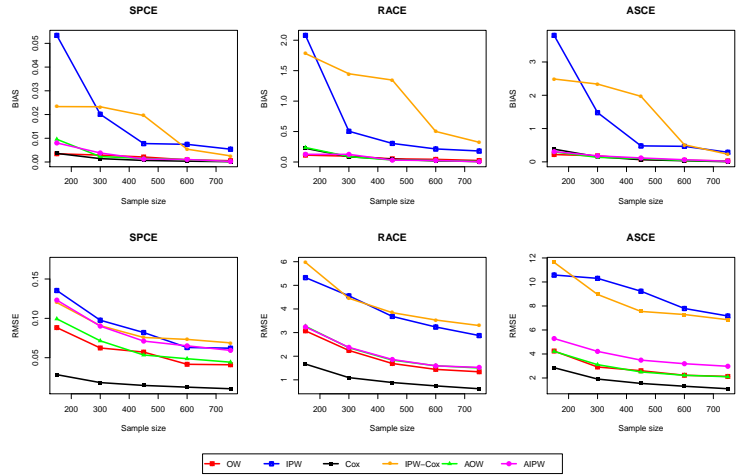 SPCE
BIAS
0.00 0.01 0.02 0.03 0.04 0.05
200 300 400 500 600 700
Sample size
RACE
BIAS
0.0 0.5 1.0 1.5 2.0
200 300 400 500 600 700
Sample size
ASCE
BIAS
0 1 2 3
200 300 400 500 600 700
Sample size
SPCE
RMSE
0.05 0.10 0.15
200 300 400 500 600 700
Sample size
RACE
RMSE
1 2 3 4 5 6
200 300 400 500 600 700
Sample size
ASCE
RMSE
2 4 6 8 10 12
200 300 400 500 600 700
Sample size
OW IPW Cox IPW-Cox AOW AIPW